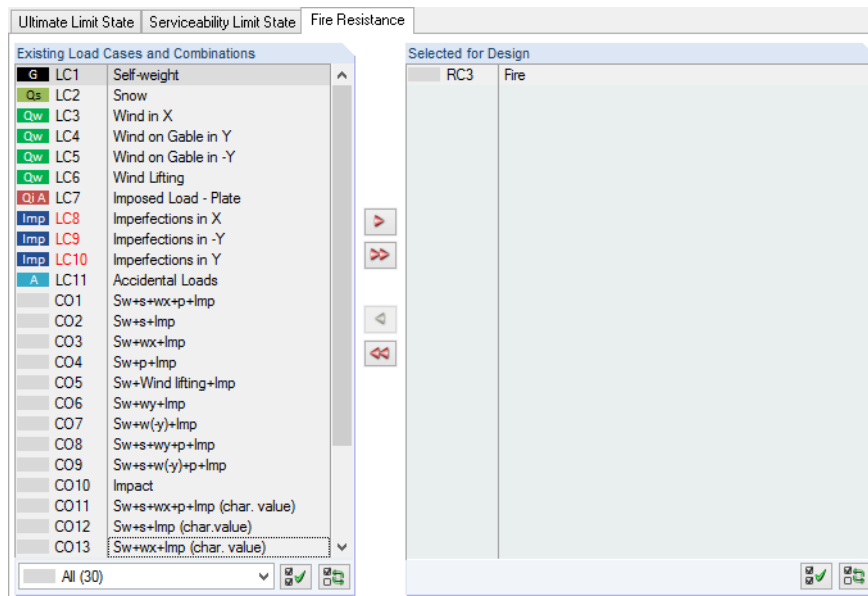 Ultimate Limit State Serviceability Limit State Fire Resistance
Existing Load Cases and Combinations
G LC1 Self-weight
Qs LC2 Snow
Qw LC3 Wind in X
Qw LC4 Wind on Gable in Y
Qw LC5 Wind on Gable in -Y
Qw LC6 Wind Lifting
Qi A LC7 Imposed Load - Plate
Imp LC8 Imperfections in X
Imp LC9 Imperfections in -Y
Imp LC10 Imperfections in Y
A LC11 Accidental Loads
CO1 Sw+s+wx+p+Imp
CO2 Sw+s+Imp
CO3 Sw+wx+Imp
CO4 Sw+p+Imp
CO5 Sw+Wind lifting+Imp
CO6 Sw+wy+Imp
CO7 Sw+w(-y)+Imp
CO8 Sw+s+wy+p+Imp
CO9 Sw+s+w(-y)+p+Imp
CO10 Impact
CO11 Sw+s+wx+p+Imp (char. value)
CO12 Sw+s+Imp (char.value)
CO13 Sw+wx+Imp (char. value)
All (30)
Selected for Design
RC3 Fire